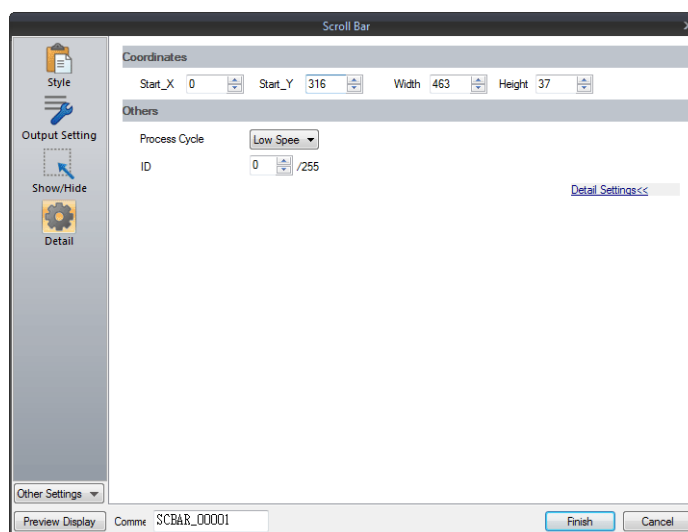 Scroll Bar
Style
Output Setting
Show/Hide
Detail
Coordinates
Start_X 0 Start_Y 316 Width 463 Height 37
Others
Process Cycle Low Spee
ID 0 /255
Detail Settings<<
Other Settings
Preview Display Comme SCBAR_00001 Finish Cancel